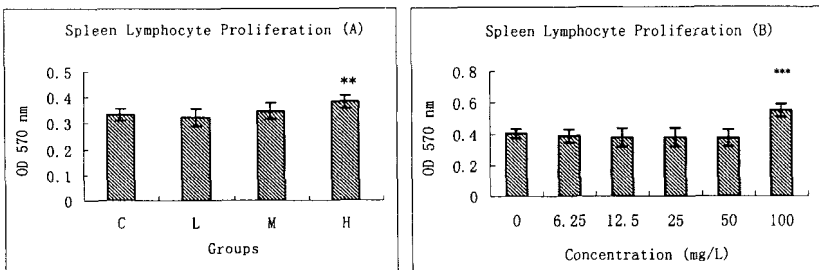 Spleen Lymphocyte Proliferation (A)
OD 570 nm
0.5
0.4
0.3
0.2
0.1
0
**
C L M H
Groups
Spleen Lymphocyte Proliferation (B)
OD 570 nm
0.8
0.6
0.4
0.2
0
***
0 6.25 12.5 25 50 100
Concentration (mg/L)